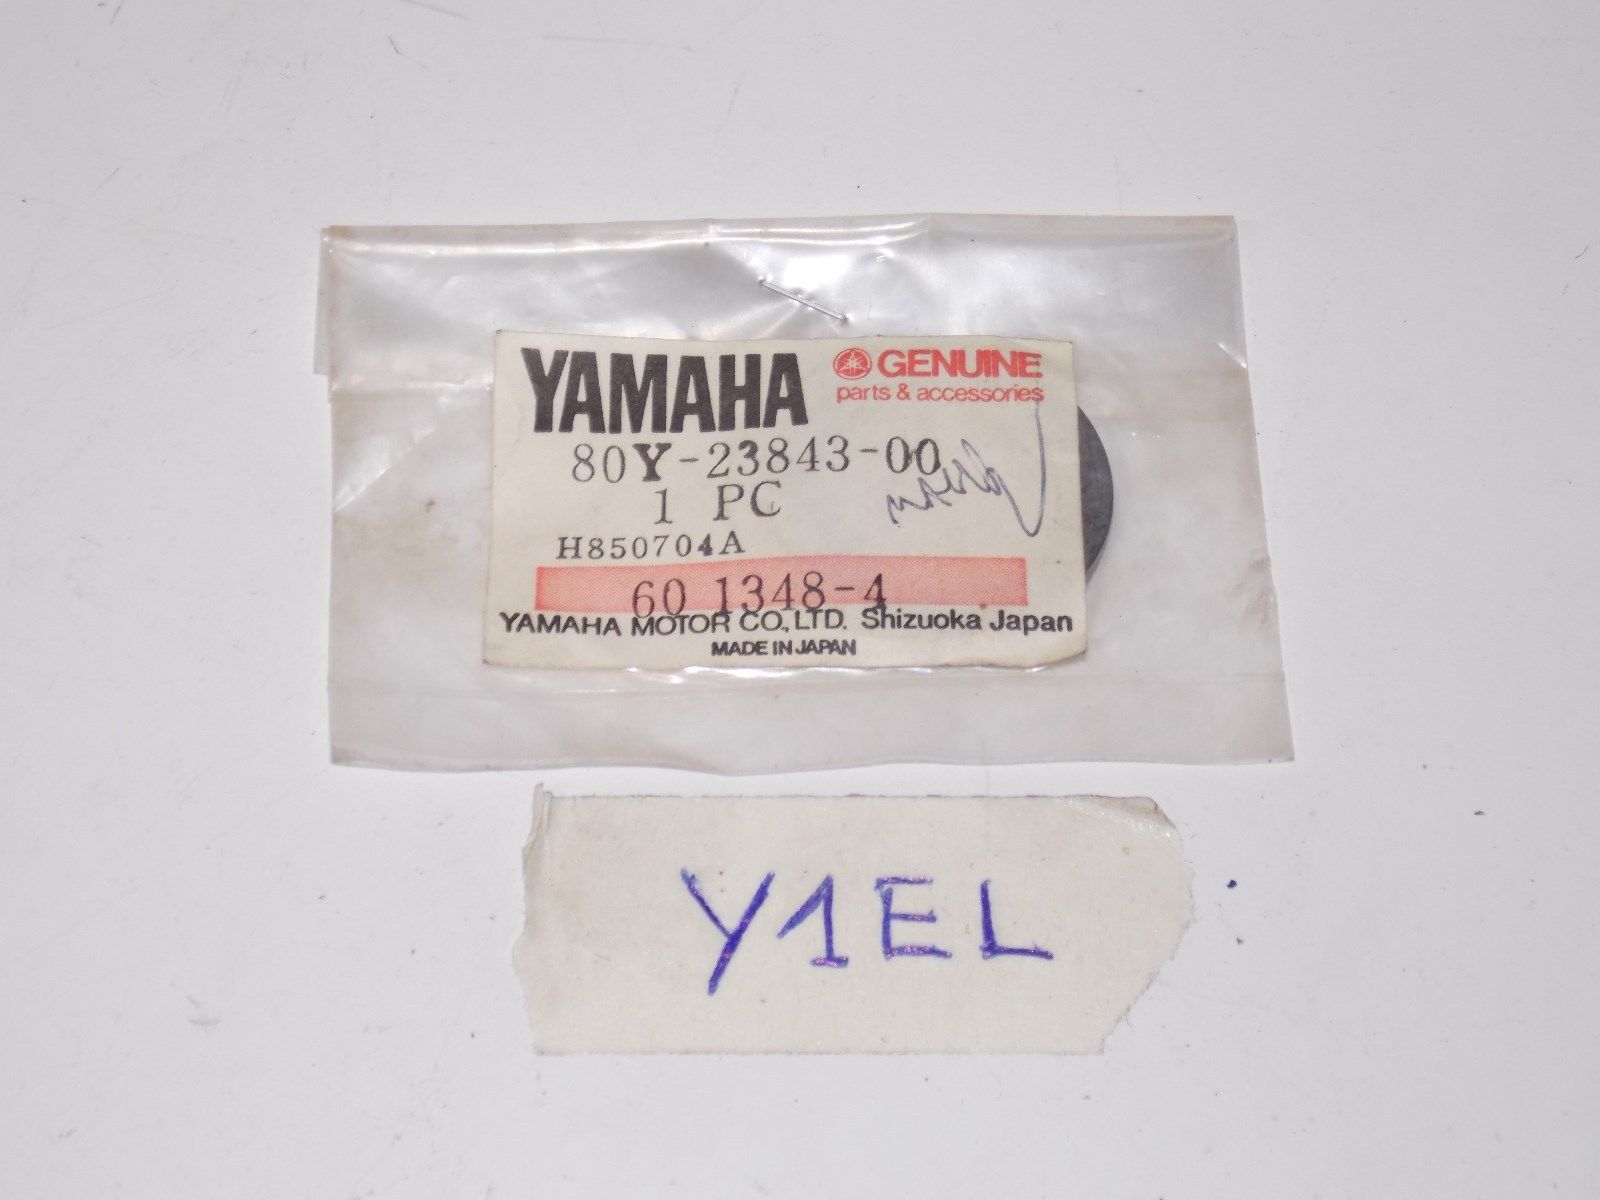 YAMAHA GENUINE
parts & accessories
80Y-23843-00
1 PC
H850704A
60 1348-4
YAMAHA MOTOR CO., LTD. Shizuoka Japan
MADE IN JAPAN
Y1EL